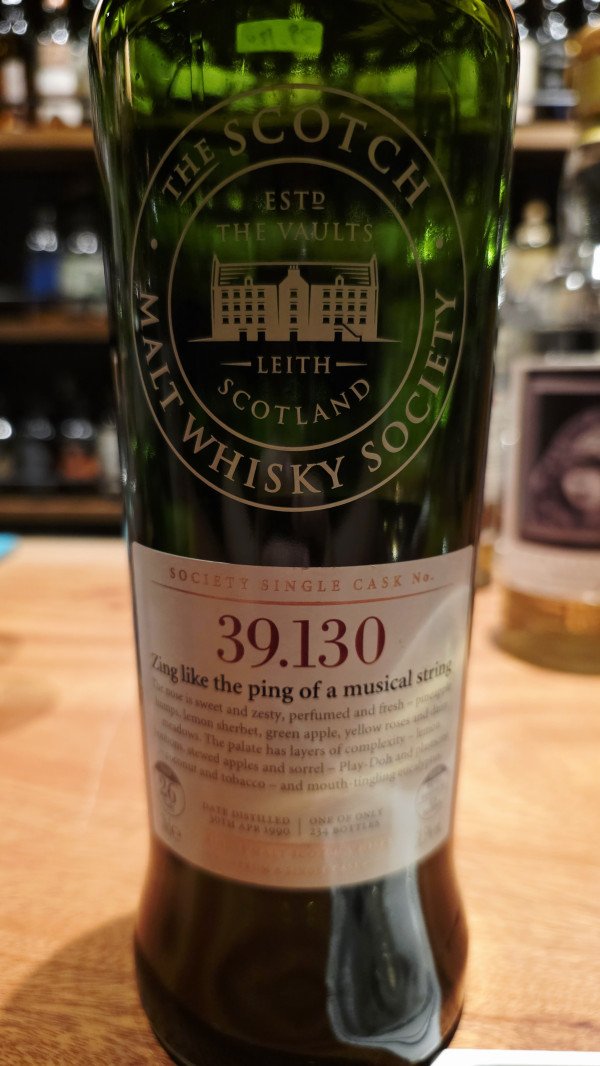 THE SCOTCH
MALT WHISKY SOCIETY
ESTD
THE VAULTS
LEITH
SCOTLAND
SOCIETY SINGLE CASK No.
39.130
Zing like the ping of a musical string
The nose is sweet and zesty, perfumed and fresh – pineapple
lumps, lemon sherbet, green apple, yellow roses and
meadows. The palate has layers of complexity – lemon,
stewed apples and sorrel – Play-Doh and
coconut and tobacco – and mouth-tingling
26
DATE DISTILLED
30TH APR 1990
ONE OF ONLY
234 BOTTLES